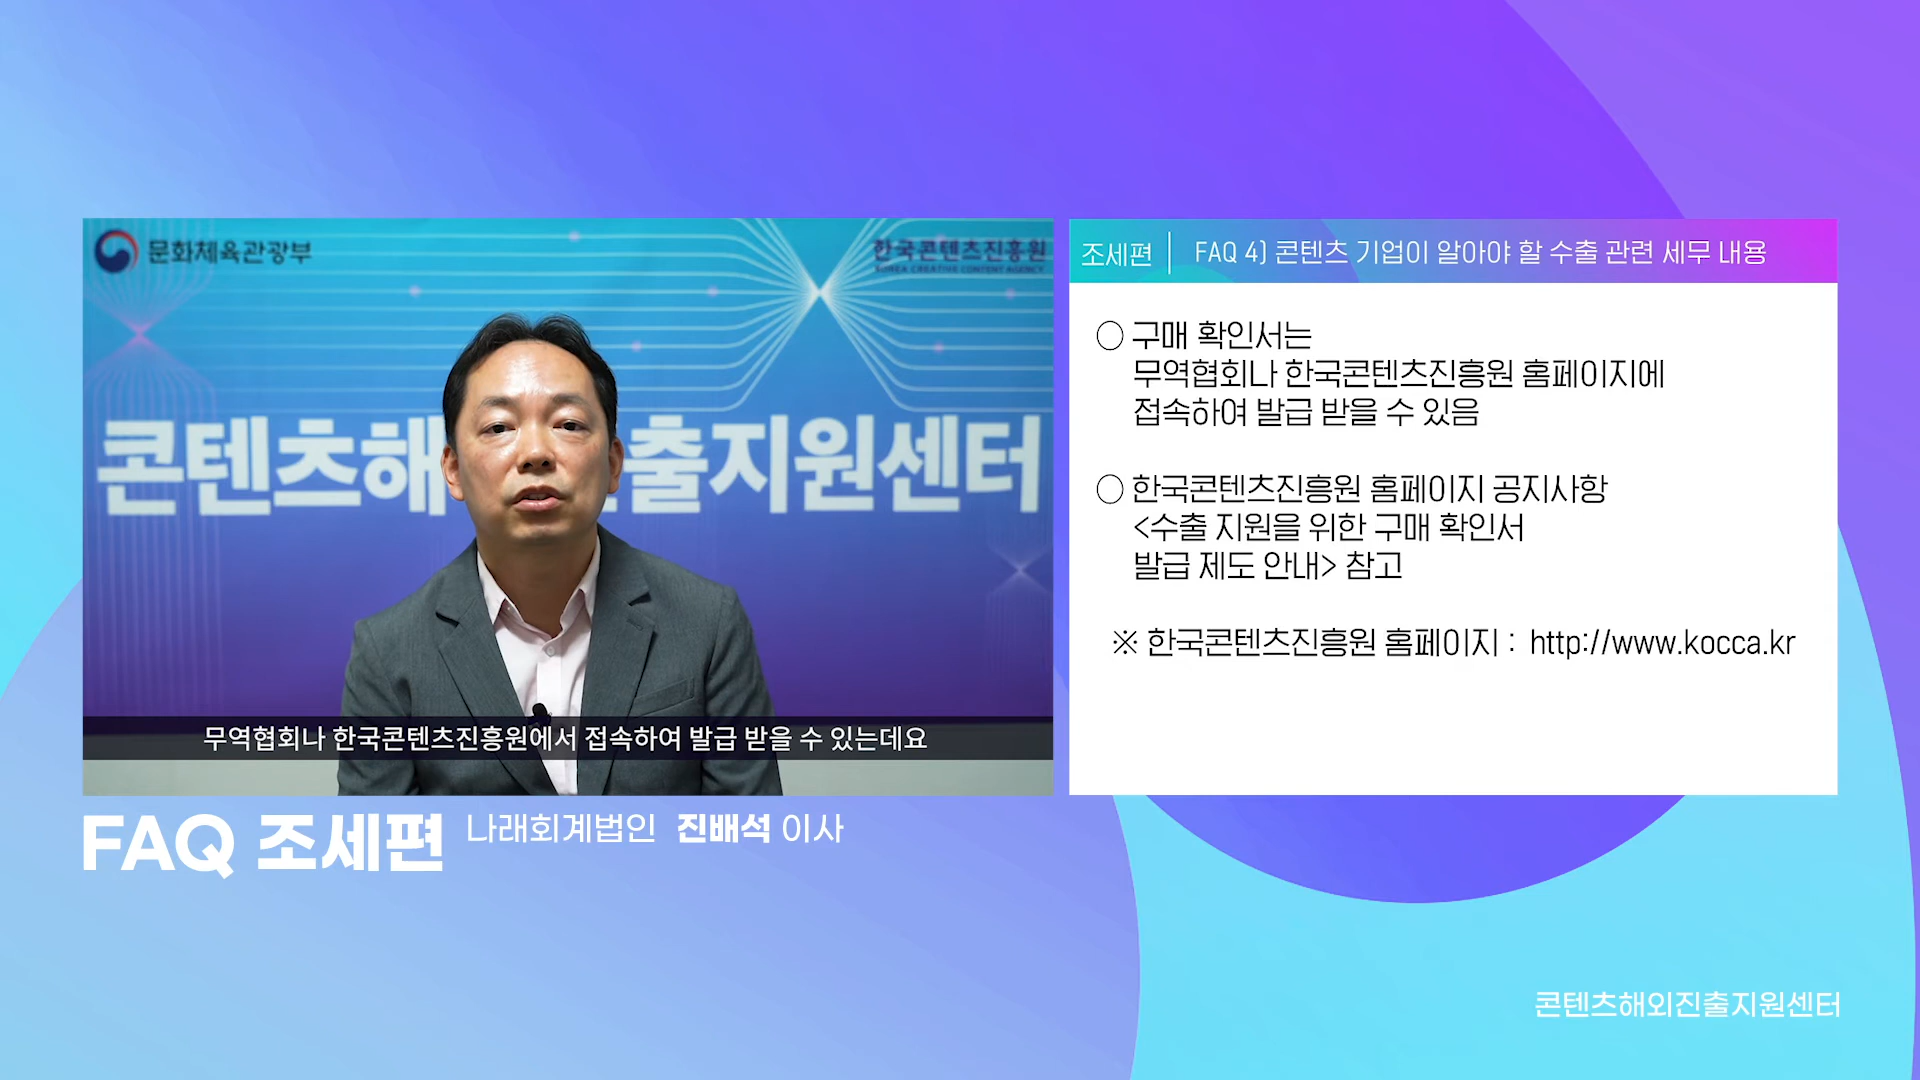 문화체육관광부
한국콘텐츠진흥원
KOREA CREATIVE CONTENT AGENCY
콘텐츠해 출지원센터
무역협회나 한국콘텐츠진흥원에서 접속하여 발급 받을 수 있는데요
조세편 FAQ 4) 콘텐츠 기업이 알아야 할 수출 관련 세무 내용
○ 구매 확인서는
무역협회나 한국콘텐츠진흥원 홈페이지에
접속하여 발급 받을 수 있음
○ 한국콘텐츠진흥원 홈페이지 공지사항
<수출 지원을 위한 구매 확인서
발급 제도 안내> 참고
※ 한국콘텐츠진흥원 홈페이지 : http://www.kocca.kr
FAQ 조세편 나래회계법인 진배석 이사
콘텐츠해외진출지원센터